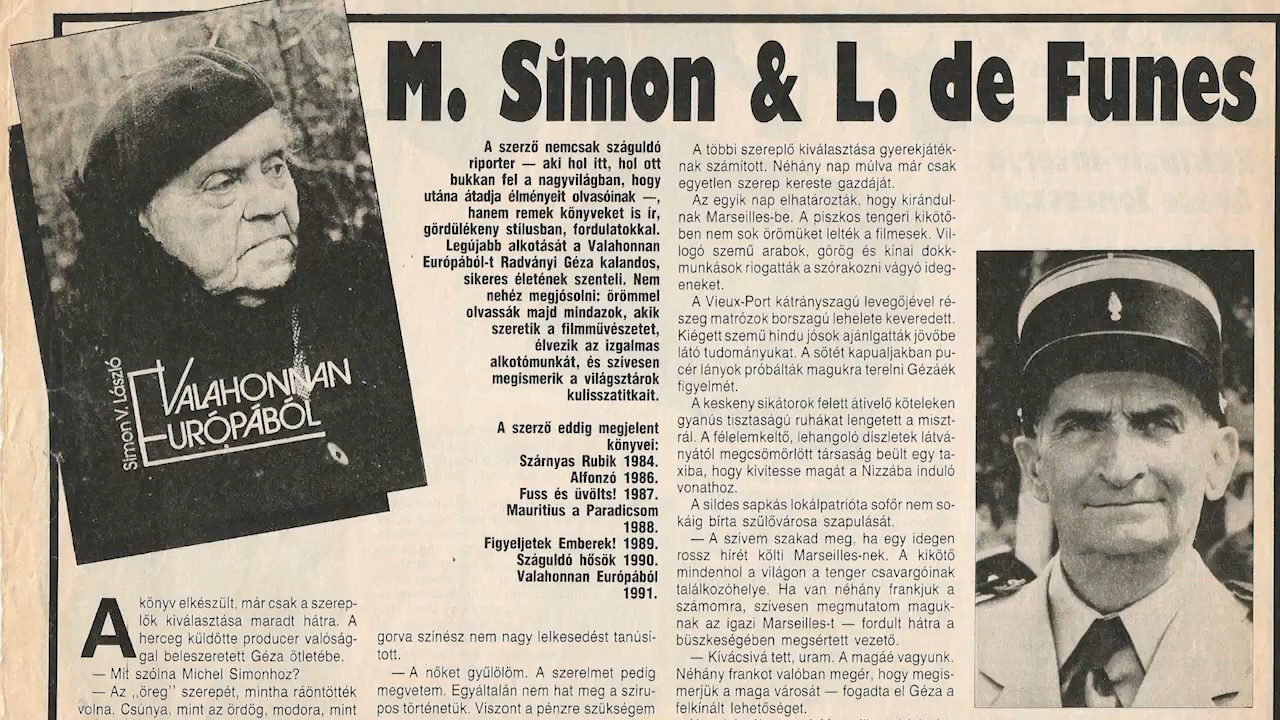 M. Simon & L. de Funes
Simon V. László
VALAHONNAN
EURÓPÁBÓL
A szerző nemcsak száguldó
riporter — aki hol itt, hol ott
bukkan fel a nagyvilágban, hogy
utána átadja élményeit olvasóinak —,
hanem remek könyveket is ír,
gördülékeny stílusban, fordulatokkal.
Legújabb alkotását a Valahonnan
Európából-t Radványi Géza kalandos,
sikeres életének szenteli. Nem
nehéz megjósolni: örömmel
olvassák majd mindazok, akik
szeretik a filmművészetet,
élvezik az izgalmas
alkotómunkát, és szívesen
megismerik a világsztárok
kulisszatitkait.
A szerző eddig megjelent
könyvei:
Szárnyas Rubik 1984.
Alfonzó 1986.
Fuss és üvölts! 1987.
Mauritius a Paradicsom
1988.
Figyeljetek Emberek! 1989.
Száguldó hősök 1990.
Valahonnan Európából
1991.
A könyv elkészült, már csak a szerep-
lők kiválasztása maradt hátra. A
herceg küldötte producer valóság-
gal beleszeretett Géza ötletébe.
— Mit szólna Michel Simonhoz?
— Az „öreg” szerepét, mintha ráöntötték
volna. Csúnya, mint az ördög, modora, mint
gorva színész nem nagy lelkesedést tanúsí-
tott.
— A nőket gyűlölöm. A szerelmet pedig
megvetem. Egyáltalán nem hat meg a sziru-
pos történetük. Viszont a pénzre szükségem
A többi szereplő kiválasztása gyerekjáték-
nak számított. Néhány nap múlva már csak
egyetlen szerep kereste gazdáját.
Az egyik nap elhatározták, hogy kirándul-
nak Marseilles-be. A piszkos tengeri kikötő-
ben nem sok örömüket lelték a filmesek. Vil-
logó szemű arabok, görög és kínai dokk-
munkások riogatták a szórakozni vágyó ideg-
eneket.
A Vieux-Port kátrányszagú levegőjével ré-
szeg matrózok borszagú lehelete keveredett.
Kiégett szemű hindu jósok ajánlgatták jövőbe
látó tudományukat. A sötét kapualjakban pu-
cér lányok próbálták magukra terelni Gézáék
figyelmét.
A keskeny sikátorok felett átívelő köteleken
gyanús tisztaságú ruhákat lengetett a miszt-
rál. A félelemkeltő, lehangoló díszletek látvá-
nyától megcsömörlött társaság beült egy ta-
xiba, hogy kivitesse magát a Nizzába induló
vonathoz.
A sildes sapkás lokálpatrióta sofőr nem so-
káig bírta szülővárosa szapulását.
— A szívem szakad meg, ha egy idegen
rossz hírét költi Marseilles-nek. A kikötő
mindenhol a világon a tenger csavargóinak
találkozóhelye. Ha van néhány frankjuk a
számomra, szívesen megmutatom maguk-
nak az igazi Marseilles-t — fordult hátra a
büszkeségében megsértett vezető.
— Kíváncsivá tett, uram. A magáé vagyunk.
Néhány frankot valóban megér, hogy megis-
merjük a maga városát — fogadta el Géza a
felkínált lehetőséget.